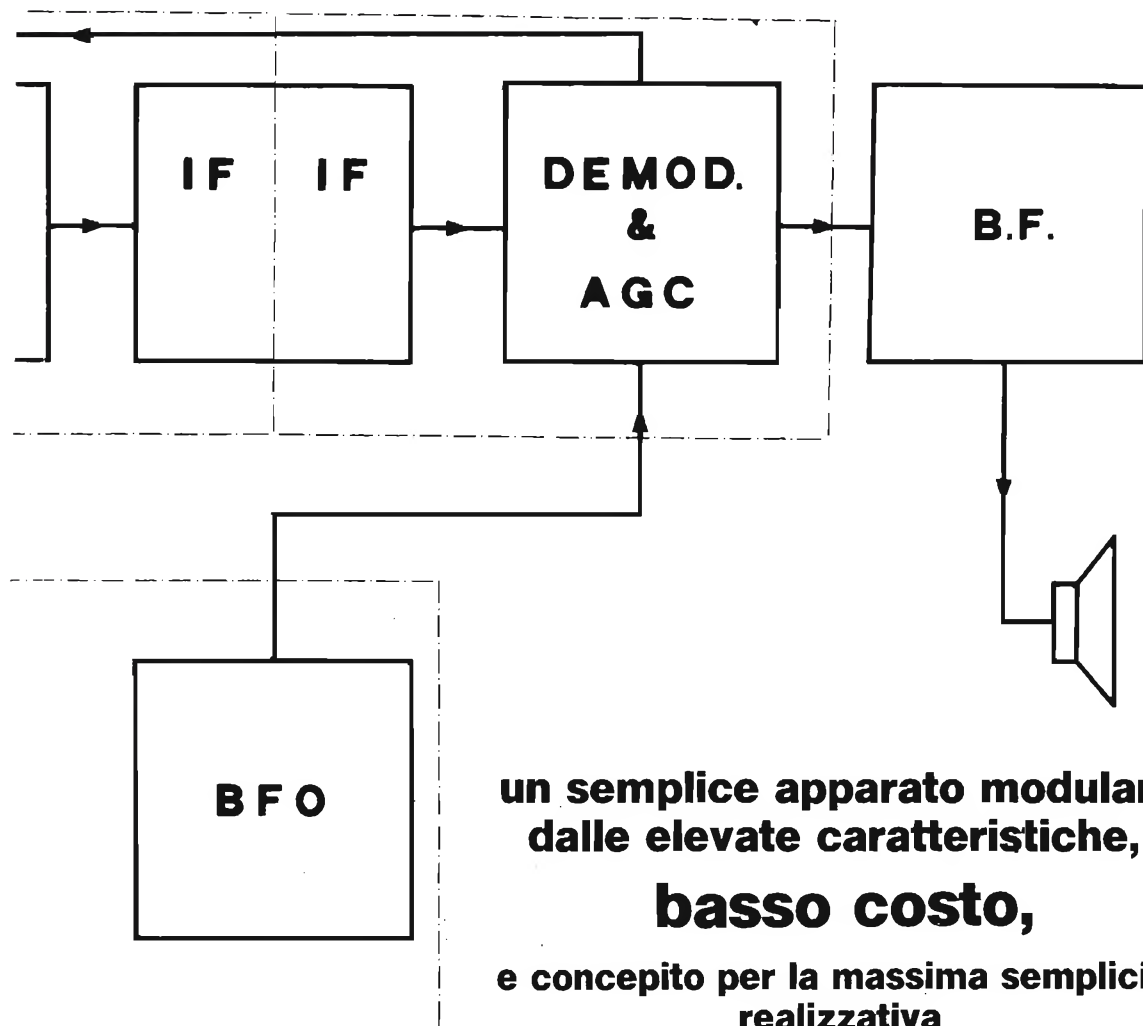 IF IF
DEMOD.
&
AGC
B.F.
BFO
un semplice apparato modular
dalle elevate caratteristiche,
basso costo,
e concepito per la massima semplici
realizzativa